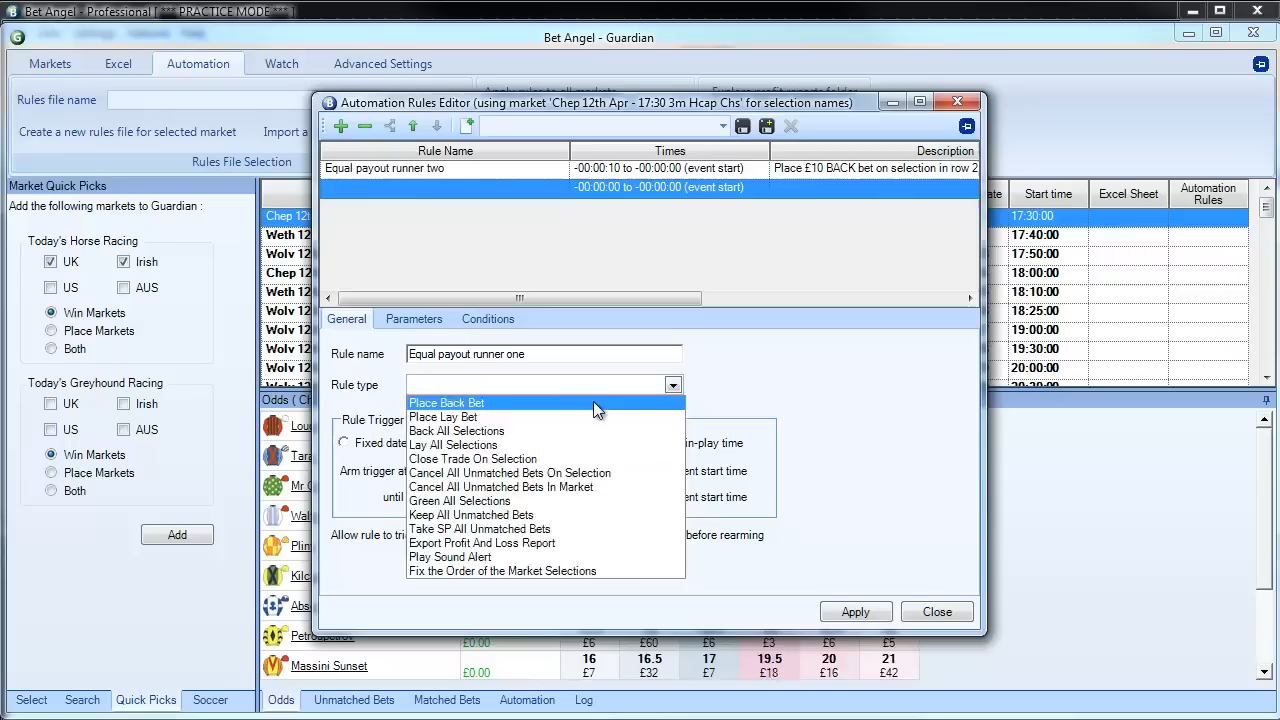 Bet Angel - Professional [ *** PRACTICE MODE *** ]
Bet Angel - Guardian
Markets Excel Automation Watch Advanced Settings
Rules file name
Create a new rules file for selected market Import a
Rules File Selection
Automation Rules Editor (using market 'Chep 12th Apr - 17:30 3m Hcap Chs' for selection names)
Rule Name Times Description
Equal payout runner two -00:00:10 to -00:00:00 (event start) Place £10 BACK bet on selection in row 2
-00:00:00 to -00:00:00 (event start)
General Parameters Conditions
Rule name Equal payout runner one
Rule type
Place Back Bet
Place Lay Bet
Back All Selections
Lay All Selections
Close Trade On Selection
Cancel All Unmatched Bets On Selection
Cancel All Unmatched Bets In Market
Green All Selections
Keep All Unmatched Bets
Take SP All Unmatched Bets
Export Profit And Loss Report
Play Sound Alert
Fix the Order of the Market Selections
Rule Trigger
Fixed date in-play time
Arm trigger at ent start time
until ent start time
Allow rule to tri before rearming
Apply Close
Market Quick Picks
Add the following markets to Guardian :
Today's Horse Racing
UK Irish
US AUS
Win Markets
Place Markets
Both
Today's Greyhound Racing
UK Irish
US AUS
Win Markets
Place Markets
Both
Add
ate Start time Excel Sheet Automation Rules
Chep 12th 17:30:00
Weth 12 17:40:00
Wolv 12 17:50:00
Chep 12 18:00:00
Weth 12 18:10:00
Wolv 12 18:25:00
Wolv 12 19:00:00
Wolv 12 19:30:00
Wolv 12 20:00:00
Odds ( Ch
Lou
Tara
Mr
Walt
Plin
Kilo
Abs
Petroupetrov £0.00 £6 £60 £6 £3 £6 £5
16 16.5 17 19.5 20 21
Massini Sunset £0.00 £7 £32 £7 £18 £16 £42
Select Search Quick Picks Soccer
Odds Unmatched Bets Matched Bets Automation Log